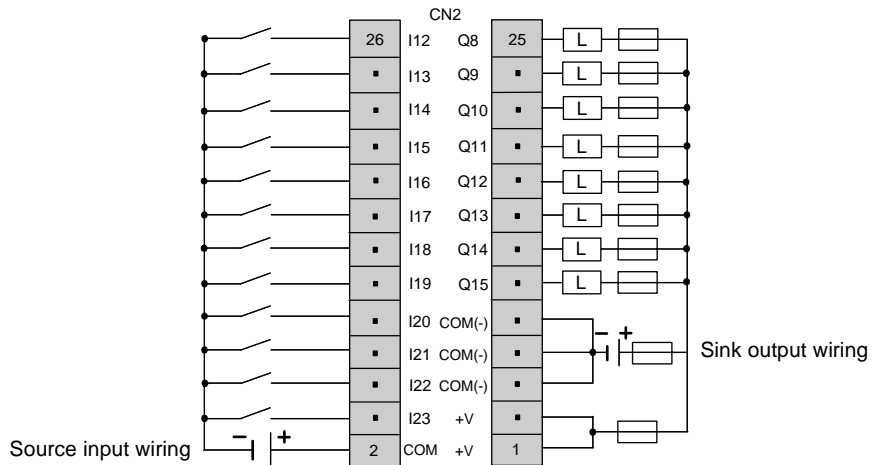 CN2
26 I12 Q8 25 L
I13 Q9 L
I14 Q10 L
I15 Q11 L
I16 Q12 L
I17 Q13 L
I18 Q14 L
I19 Q15 L
I20 COM(-)
- +
I21 COM(-) Sink output wiring
I22 COM(-)
I23 +V
Source input wiring - + 2 COM +V 1